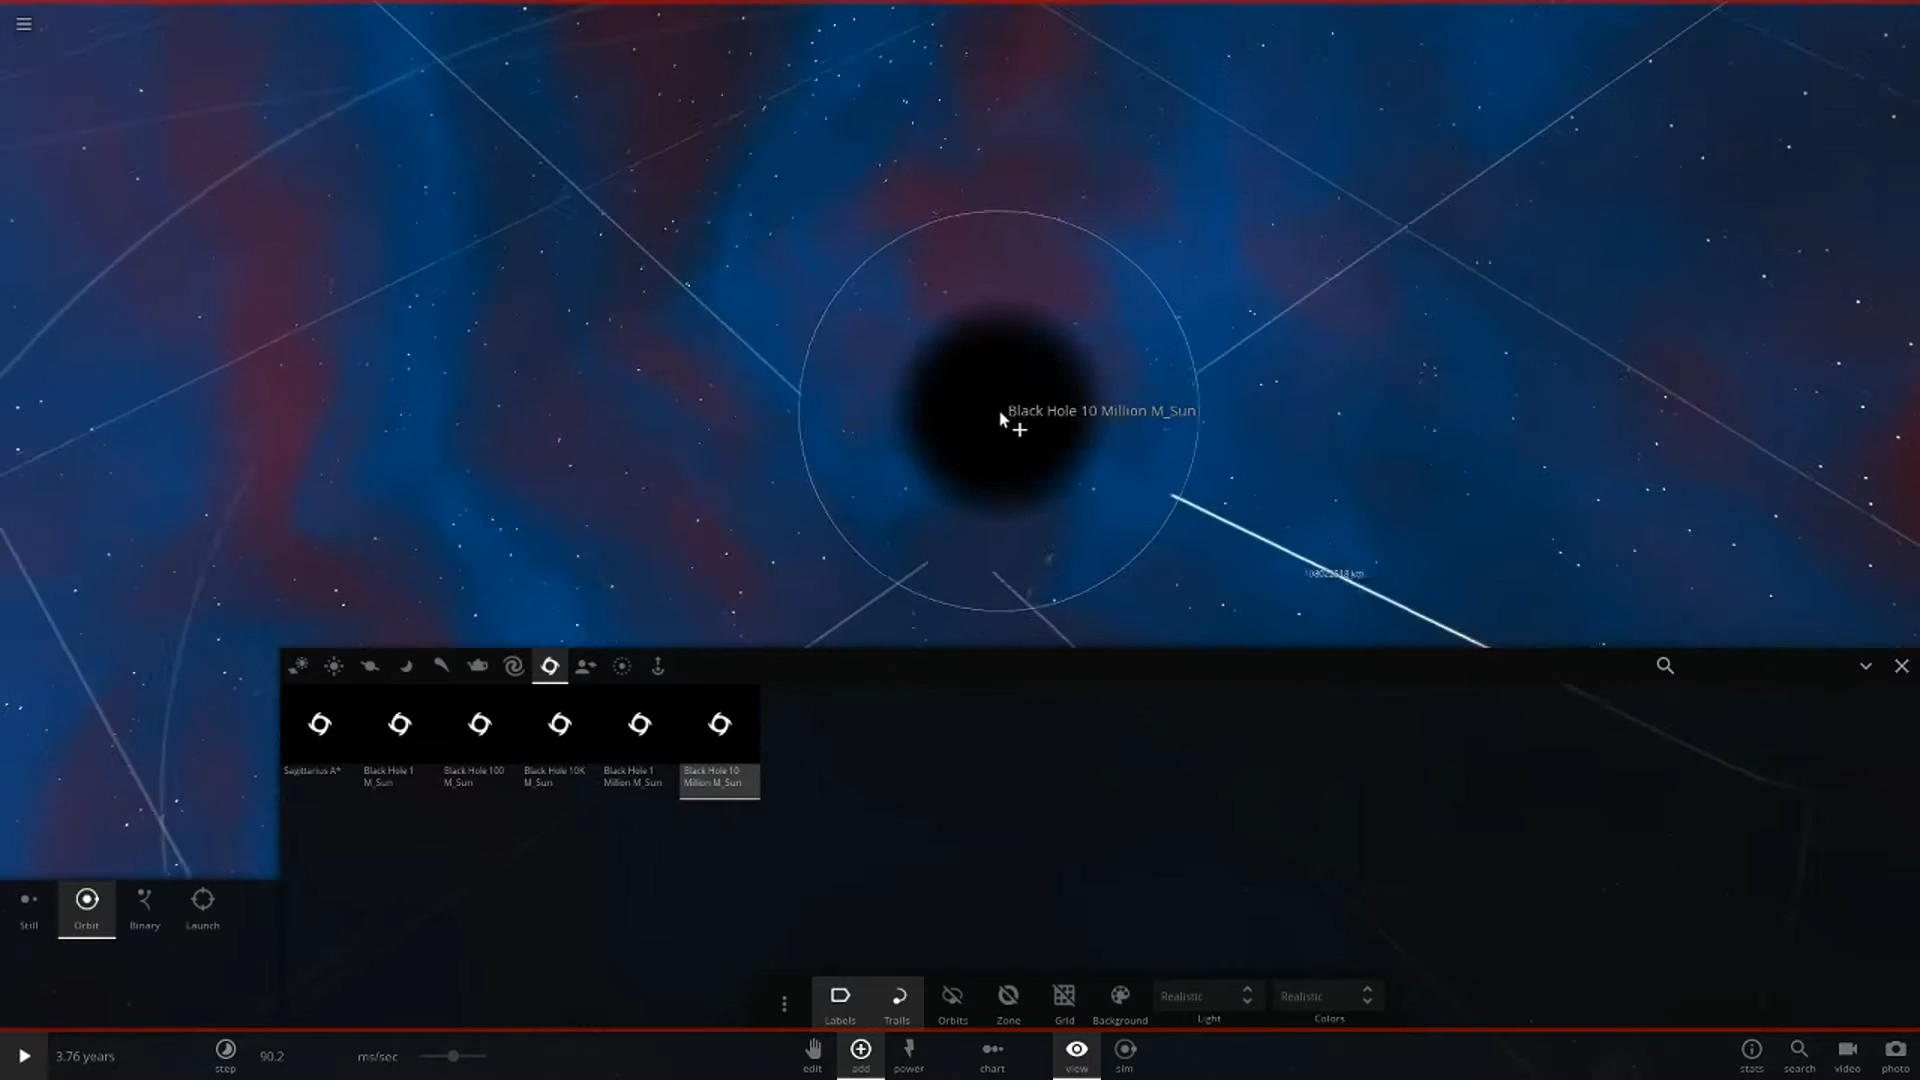 Black Hole 10 Million M_Sun
Sagittarius A*
Black Hole 1
M_Sun
Black Hole 100
M_Sun
Black Hole 10K
M_Sun
Black Hole 1
Million M_Sun
Black Hole 10
Million M_Sun
Still
Orbit
Binary
Launch
Labels
Trails
Orbits
Zone
Grid
Background
Realistic
Light
Realistic
Colors
3.76 years
step
90.2
ms/sec
edit
add
power
chart
view
sim
stats
search
video
photo